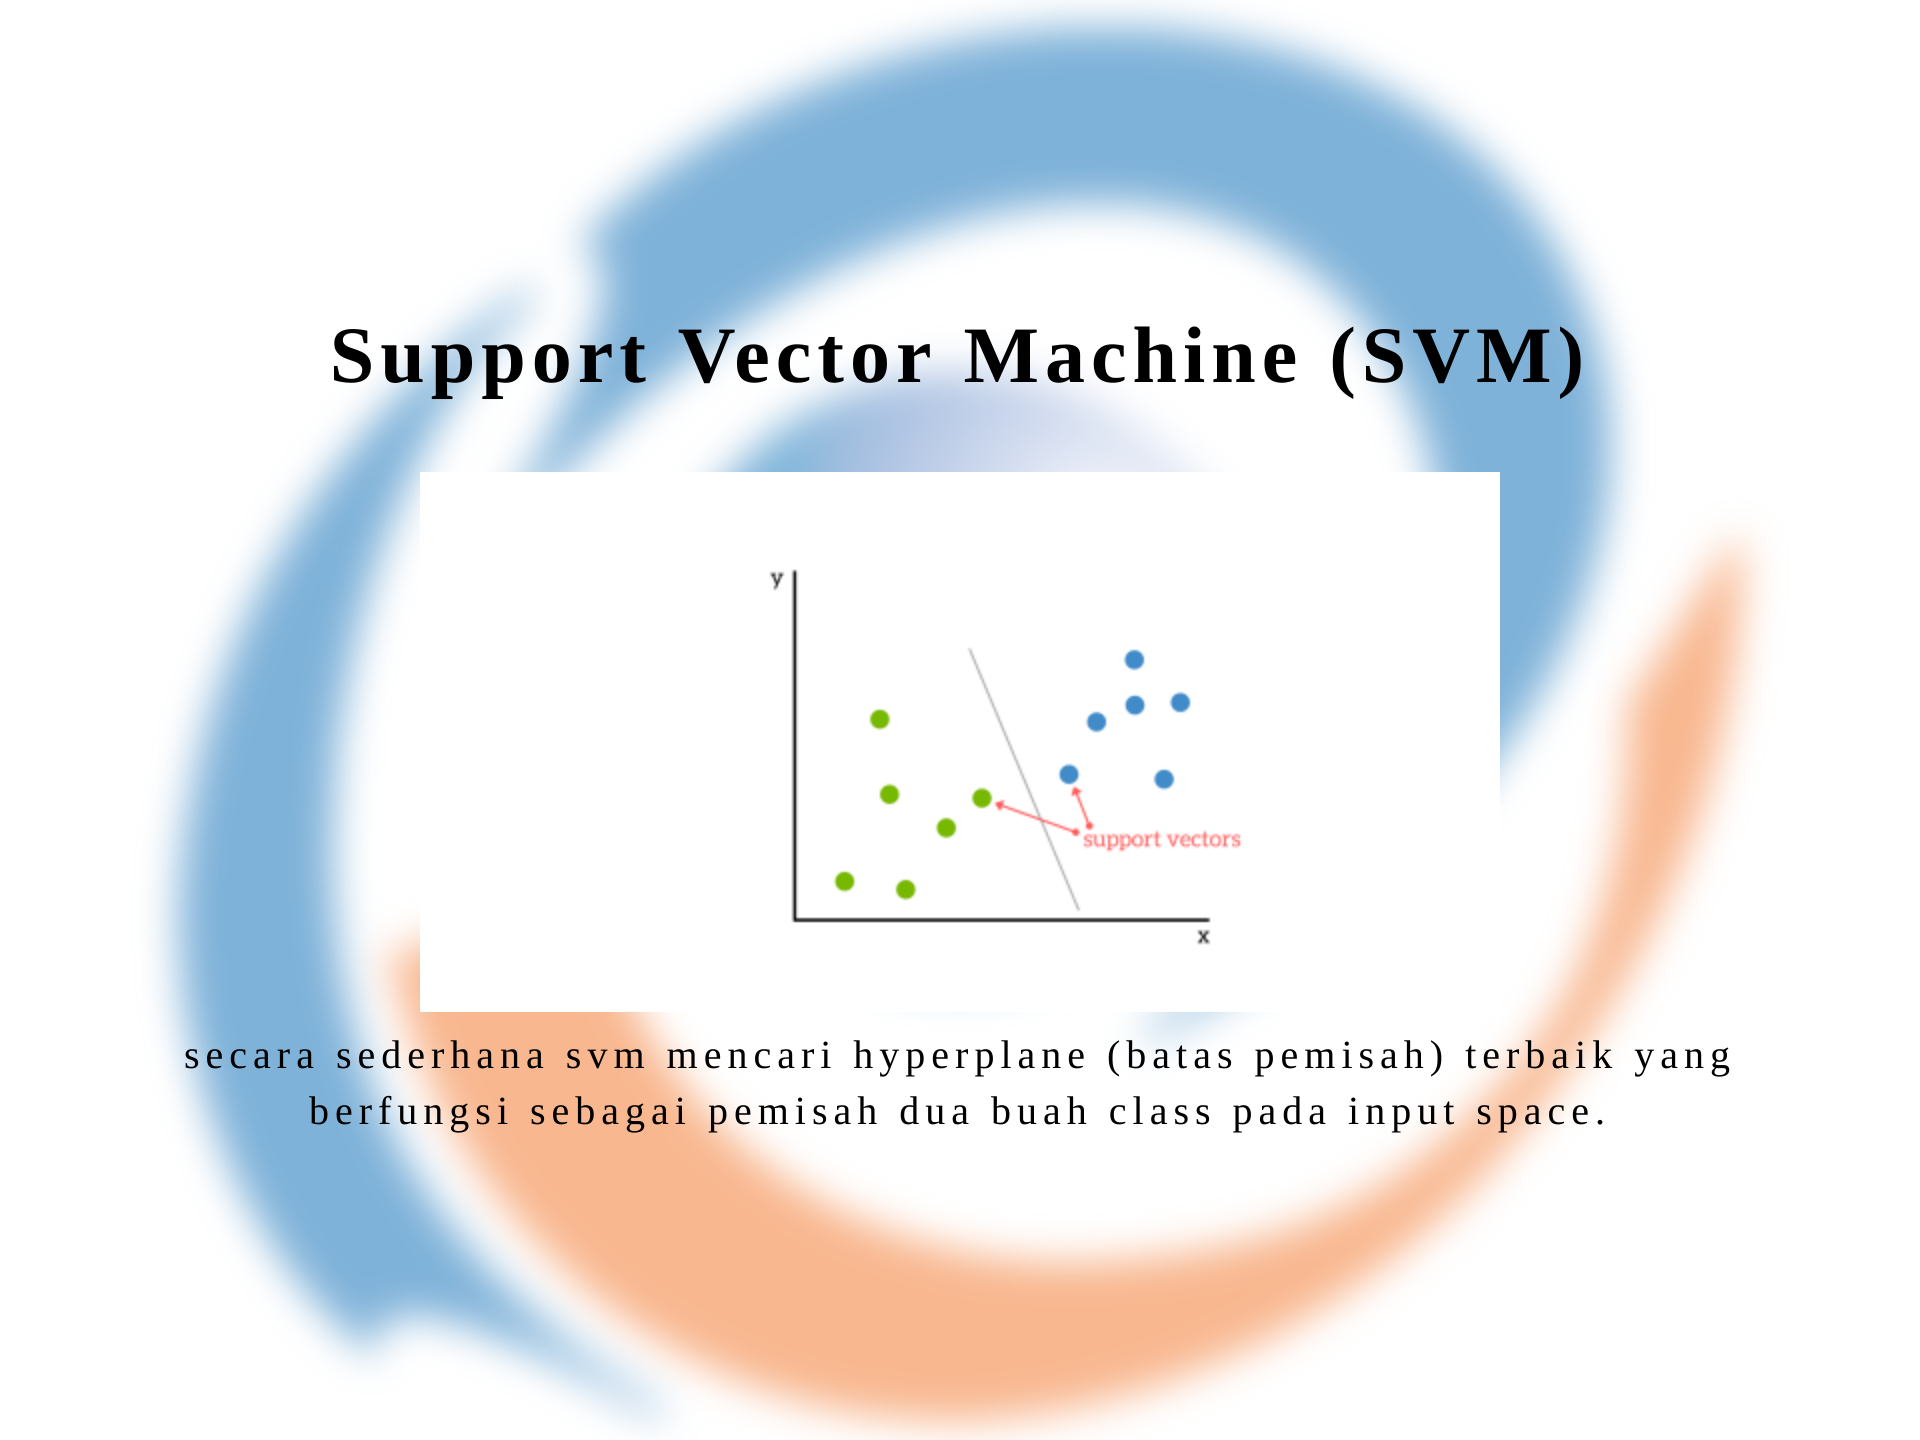 Support Vector Machine (SVM)
y
support vectors
x
secara sederhana svm mencari hyperplane (batas pemisah) terbaik yang
berfungsi sebagai pemisah dua buah class pada input space.